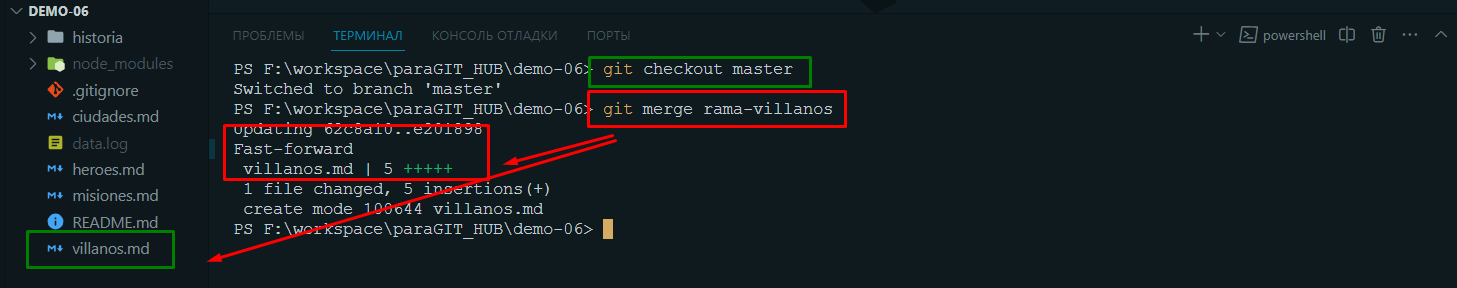 DEMO-06
historia
node_modules
.gitignore
ciudades.md
data.log
heroes.md
misiones.md
README.md
villanos.md
ПРОБЛЕМЫ ТЕРМИНАЛ КОНСОЛЬ ОТЛАДКИ ПОРТЫ
powershell
PS F:\workspace\paraGIT_HUB\demo-06> git checkout master
Switched to branch 'master'
PS F:\workspace\paraGIT_HUB\demo-06> git merge rama-villanos
Updating 62c8a10..e201898
Fast-forward
villanos.md | 5 +++++
1 file changed, 5 insertions(+)
create mode 100644 villanos.md
PS F:\workspace\paraGIT_HUB\demo-06>